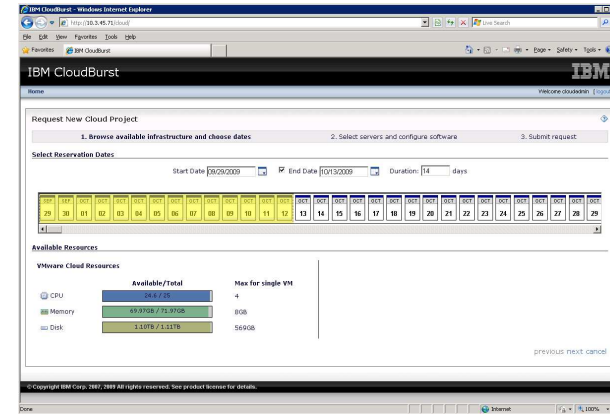 IBM CloudBurst - Windows Internet Explorer
http://10.3.45.71/cloud/
Live Search
File Edit View Favorites Tools Help
Favorites IBM CloudBurst
Page Safety Tools
IBM CloudBurst IBM
Home Welcome cloudadmin [logout
Request New Cloud Project
1. Browse available infrastructure and choose dates 2. Select servers and configure software 3. Submit request
Select Reservation Dates
Start Date 09/29/2009 End Date 10/13/2009 Duration: 14 days
SEP SEP OCT OCT OCT OCT OCT OCT OCT OCT OCT OCT OCT OCT OCT OCT OCT OCT OCT OCT OCT OCT OCT OCT OCT OCT OCT OCT OCT OCT OCT
29 30 01 02 03 04 05 06 07 08 09 10 11 12 13 14 15 16 17 18 19 20 21 22 23 24 25 26 27 28 29
Available Resources
VMware Cloud Resources
Available/Total Max for single VM
CPU 24.6 / 25 4
Memory 69.97GB / 71.97GB 8GB
Disk 1.10TB / 1.11TB 569GB
previous next cancel
© Copyright IBM Corp. 2007, 2009 All rights reserved. See product license for details.
Done Internet 100%